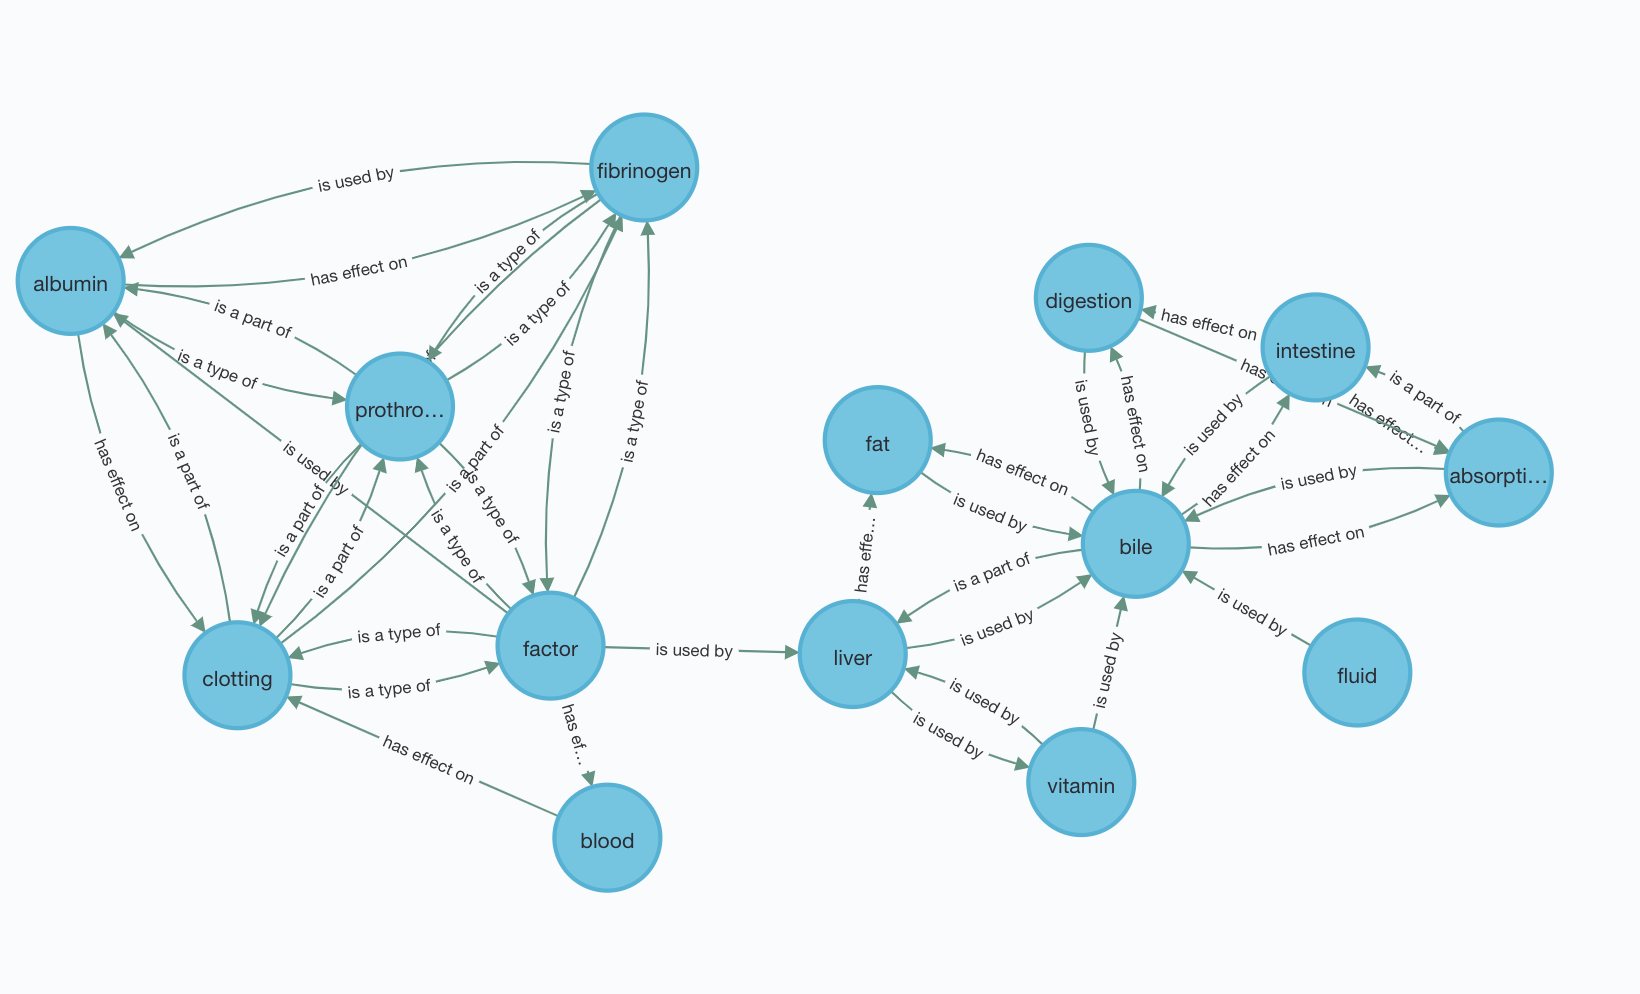 fibrinogen
is used by
albumin
has effect on
is a type of
is a part of
is a type of
is a type of
prothro...
is a type of
is a type of
has effect on
is a part of
is used by
is a part of
is a type of
is a part of
is a part of
is a type of
factor
is a type of
is used by
clotting
is a type of
has ef...
has effect on
blood
digestion
has effect on
intestine
is a part of
has effect...
is used by
has effect on
is used by
has effect on
fat
has effect on
is used by
absorpti...
is used by
bile
has effect on
has effe...
is a part of
is used by
is used by
liver
fluid
is used by
is used by
is used by
vitamin